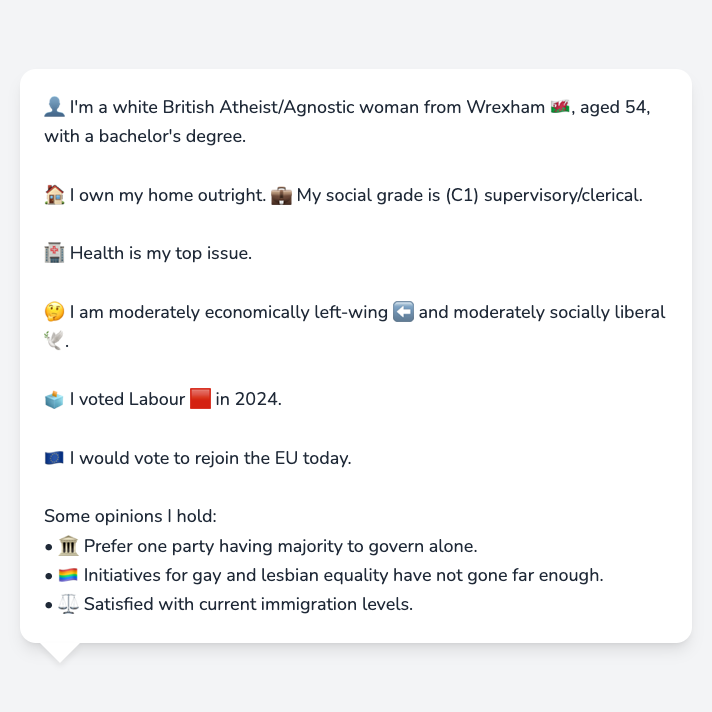 👤 I'm a white British Atheist/Agnostic woman from Wrexham 🏴󠁧󠁢󠁷󠁬󠁳󠁿, aged 54,
with a bachelor's degree.
🏠 I own my home outright. 💼 My social grade is (C1) supervisory/clerical.
🏥 Health is my top issue.
🤔 I am moderately economically left-wing ⬅️ and moderately socially liberal
🕊️.
🗳️ I voted Labour 🟥 in 2024.
🇪🇺 I would vote to rejoin the EU today.
Some opinions I hold:
• 🏛️ Prefer one party having majority to govern alone.
• 🏳️‍🌈 Initiatives for gay and lesbian equality have not gone far enough.
• ⚖️ Satisfied with current immigration levels.